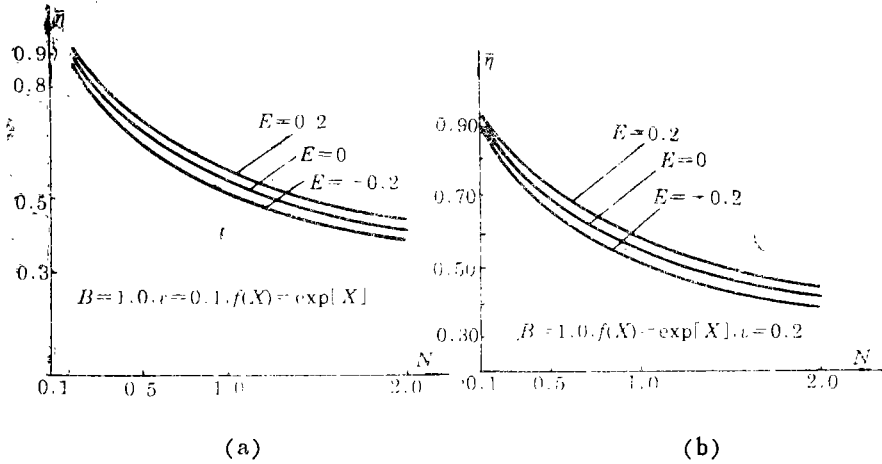 η̄
0.9
0.8
0.5
0.3
E=0 2
E=0
E=-0.2
B=1.0.ε=0.1.f(X)=exp[X]
N
0.1 0.5 1.0 2.0
(a)
η̄
0.90
0.70
0.50
0.30
E=0.2
E=0
E=-0.2
B=1.0.f(X)=exp[X].ε=0.2
N
0.1 0.5 1.0 2.0
(b)